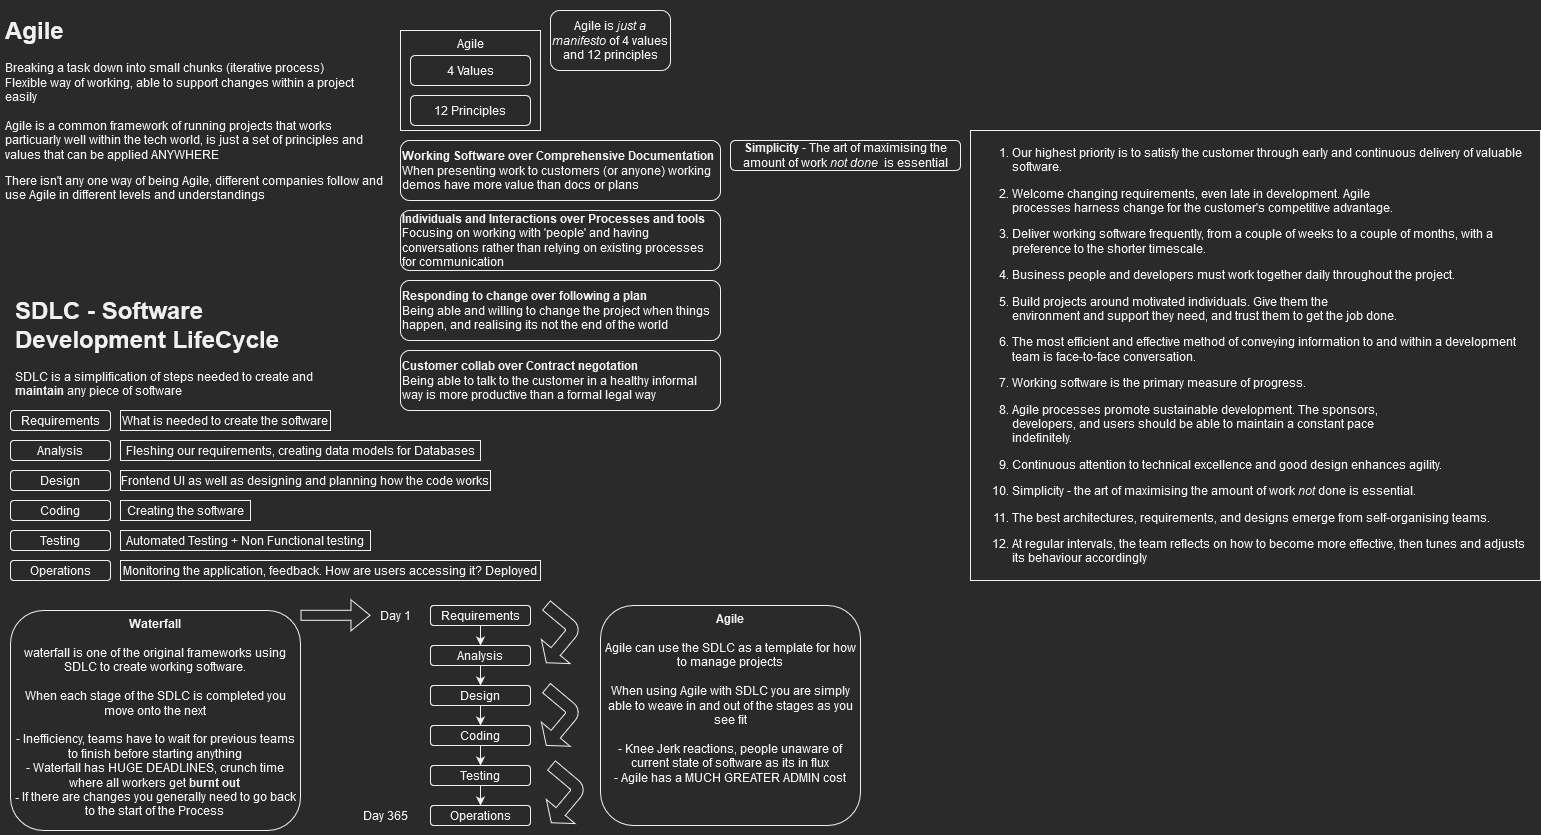 Agile
Breaking a task down into small chunks (iterative process)
Flexible way of working, able to support changes within a project
easily
Agile is a common framework of running projects that works
particuarly well within the tech world, is just a set of principles and
values that can be applied ANYWHERE
There isn't any one way of being Agile, different companies follow and
use Agile in different levels and understandings
Agile
4 Values
12 Principles
Agile is just a
manifesto of 4 values
and 12 principles
Working Software over Comprehensive Documentation
When presenting work to customers (or anyone) working
demos have more value than docs or plans
Individuals and Interactions over Processes and tools
Focusing on working with 'people' and having
conversations rather than relying on existing processes
for communication
Responding to change over following a plan
Being able and willing to change the project when things
happen, and realising its not the end of the world
Customer collab over Contract negotation
Being able to talk to the customer in a healthy informal
way is more productive than a formal legal way
Simplicity - The art of maximising the
amount of work not done is essential
1. Our highest priority is to satisfy the customer through early and continuous delivery of valuable
software.
2. Welcome changing requirements, even late in development. Agile
processes harness change for the customer's competitive advantage.
3. Deliver working software frequently, from a couple of weeks to a couple of months, with a
preference to the shorter timescale.
4. Business people and developers must work together daily throughout the project.
5. Build projects around motivated individuals. Give them the
environment and support they need, and trust them to get the job done.
6. The most efficient and effective method of conveying information to and within a development
team is face-to-face conversation.
7. Working software is the primary measure of progress.
8. Agile processes promote sustainable development. The sponsors,
developers, and users should be able to maintain a constant pace
indefinitely.
9. Continuous attention to technical excellence and good design enhances agility.
10. Simplicity - the art of maximising the amount of work not done is essential.
11. The best architectures, requirements, and designs emerge from self-organising teams.
12. At regular intervals, the team reflects on how to become more effective, then tunes and adjusts
its behaviour accordingly
SDLC - Software
Development LifeCycle
SDLC is a simplification of steps needed to create and
maintain any piece of software
Requirements
What is needed to create the software
Analysis
Fleshing our requirements, creating data models for Databases
Design
Frontend UI as well as designing and planning how the code works
Coding
Creating the software
Testing
Automated Testing + Non Functional testing
Operations
Monitoring the application, feedback. How are users accessing it? Deployed
Waterfall
waterfall is one of the original frameworks using
SDLC to create working software.
When each stage of the SDLC is completed you
move onto the next
- Inefficiency, teams have to wait for previous teams
to finish before starting anything
- Waterfall has HUGE DEADLINES, crunch time
where all workers get burnt out
- If there are changes you generally need to go back
to the start of the Process
Day 1
Requirements
Analysis
Design
Coding
Testing
Day 365
Operations
Agile
Agile can use the SDLC as a template for how
to manage projects
When using Agile with SDLC you are simply
able to weave in and out of the stages as you
see fit
- Knee Jerk reactions, people unaware of
current state of software as its in flux
- Agile has a MUCH GREATER ADMIN cost